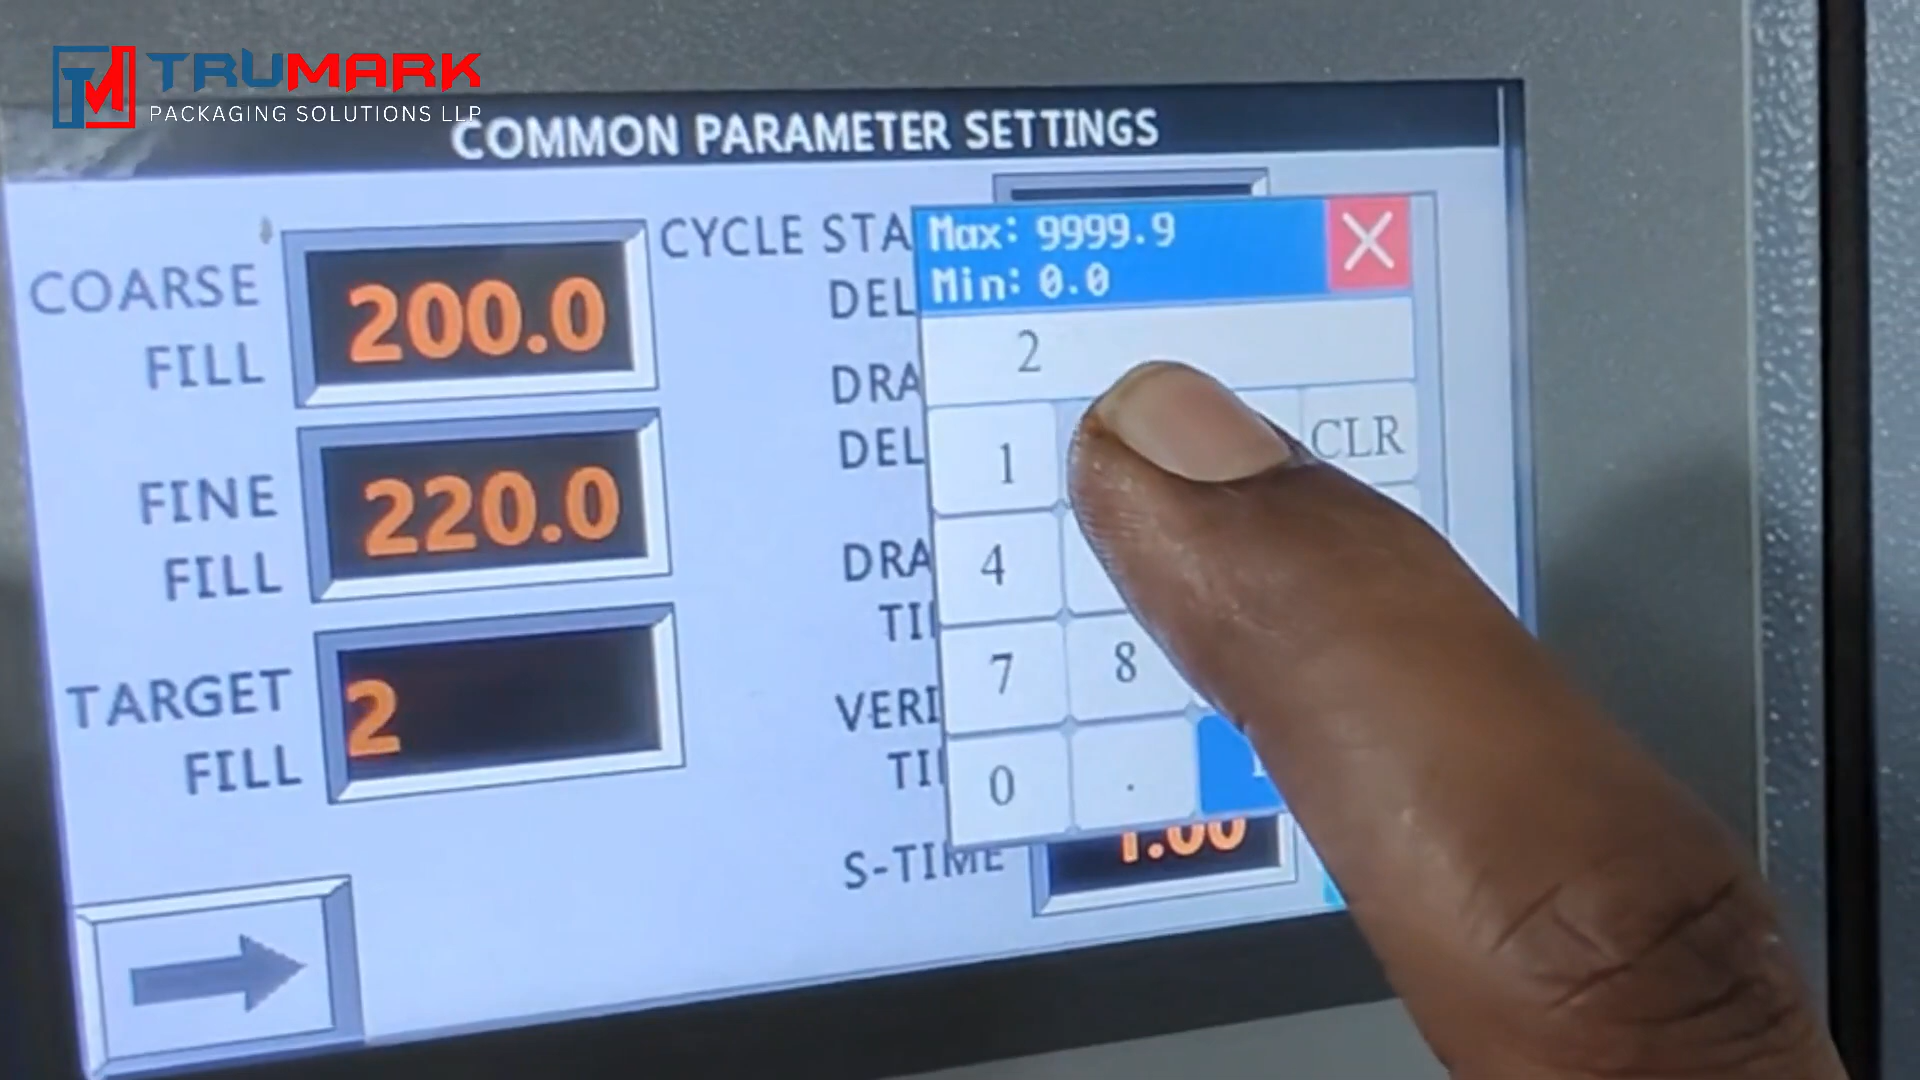 TRUMARK
PACKAGING SOLUTIONS LLP
COMMON PARAMETER SETTINGS
COARSE
FILL
200.0
FINE
FILL
220.0
TARGET
FILL
2
CYCLE STA
DEL
DRA
DEL
DRA
TI
VERI
TI
S-TIME
1.00
Max: 9999.9
Min: 0.0
2
1
CLR
4
7
8
0
.